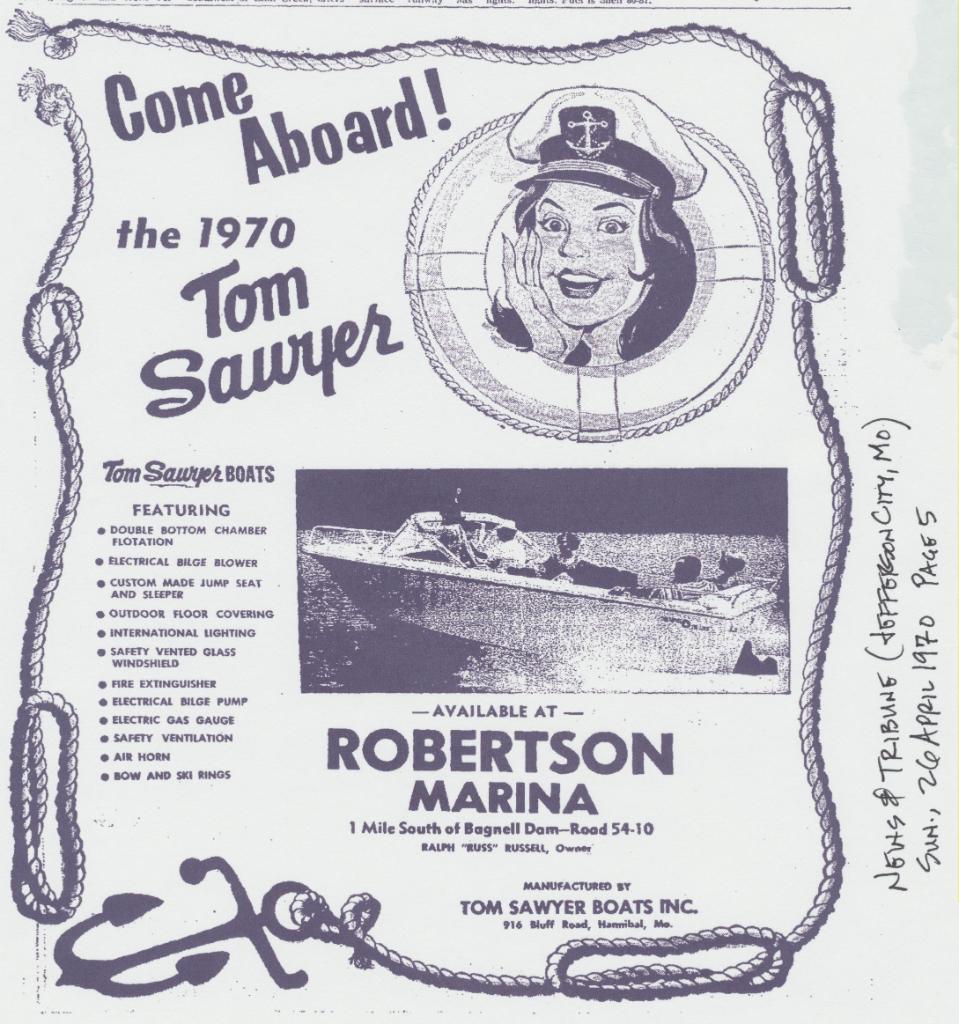 Come
Aboard!
the 1970
Tom
Sawyer
Tom Sawyer BOATS
FEATURING
● DOUBLE BOTTOM CHAMBER
FLOTATION
● ELECTRICAL BILGE BLOWER
● CUSTOM MADE JUMP SEAT
AND SLEEPER
● OUTDOOR FLOOR COVERING
● INTERNATIONAL LIGHTING
● SAFETY VENTED GLASS
WINDSHIELD
● FIRE EXTINGUISHER
● ELECTRICAL BILGE PUMP
● ELECTRIC GAS GAUGE
● SAFETY VENTILATION
● AIR HORN
● BOW AND SKI RINGS
— AVAILABLE AT —
ROBERTSON
MARINA
1 Mile South of Bagnell Dam—Road 54-10
RALPH "RUSS" RUSSELL, Owner
MANUFACTURED BY
TOM SAWYER BOATS INC.
916 Bluff Road, Hannibal, Mo.
NEWS & TRIBUNE (JEFFERSON CITY, MO)
SUN., 26 APRIL 1970 PAGE 5